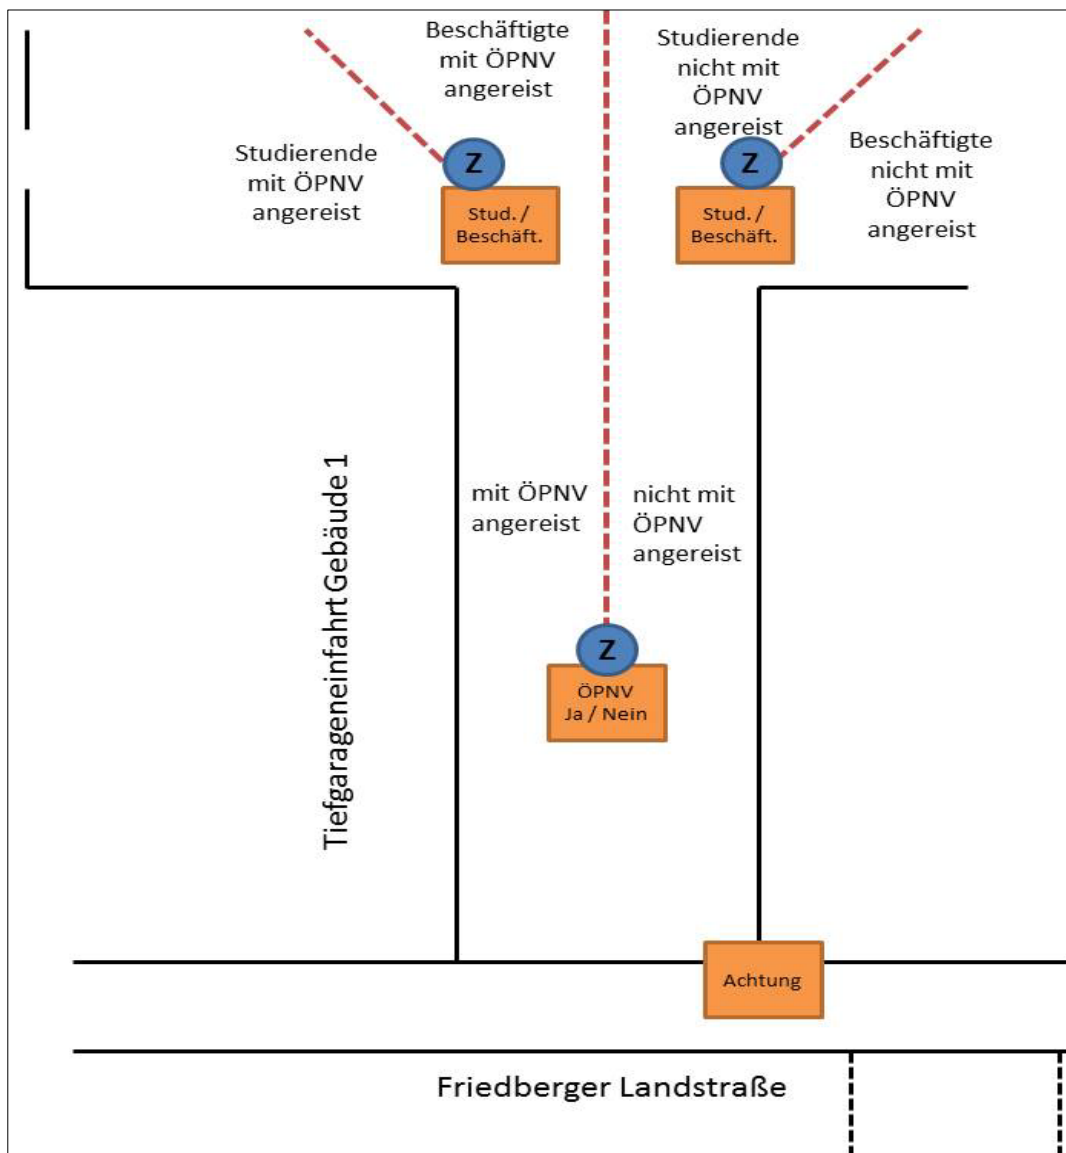 Beschäftigte
mit ÖPNV
angereist
Studierende
nicht mit
ÖPNV
angereist
Studierende
mit ÖPNV
angereist
Z
Z
Beschäftigte
nicht mit
ÖPNV
angereist
Stud. /
Beschäft.
Stud. /
Beschäft.
Tiefgarageneinfahrt Gebäude 1
mit ÖPNV
angereist
nicht mit
ÖPNV
angereist
Z
ÖPNV
Ja / Nein
Achtung
Friedberger Landstraße